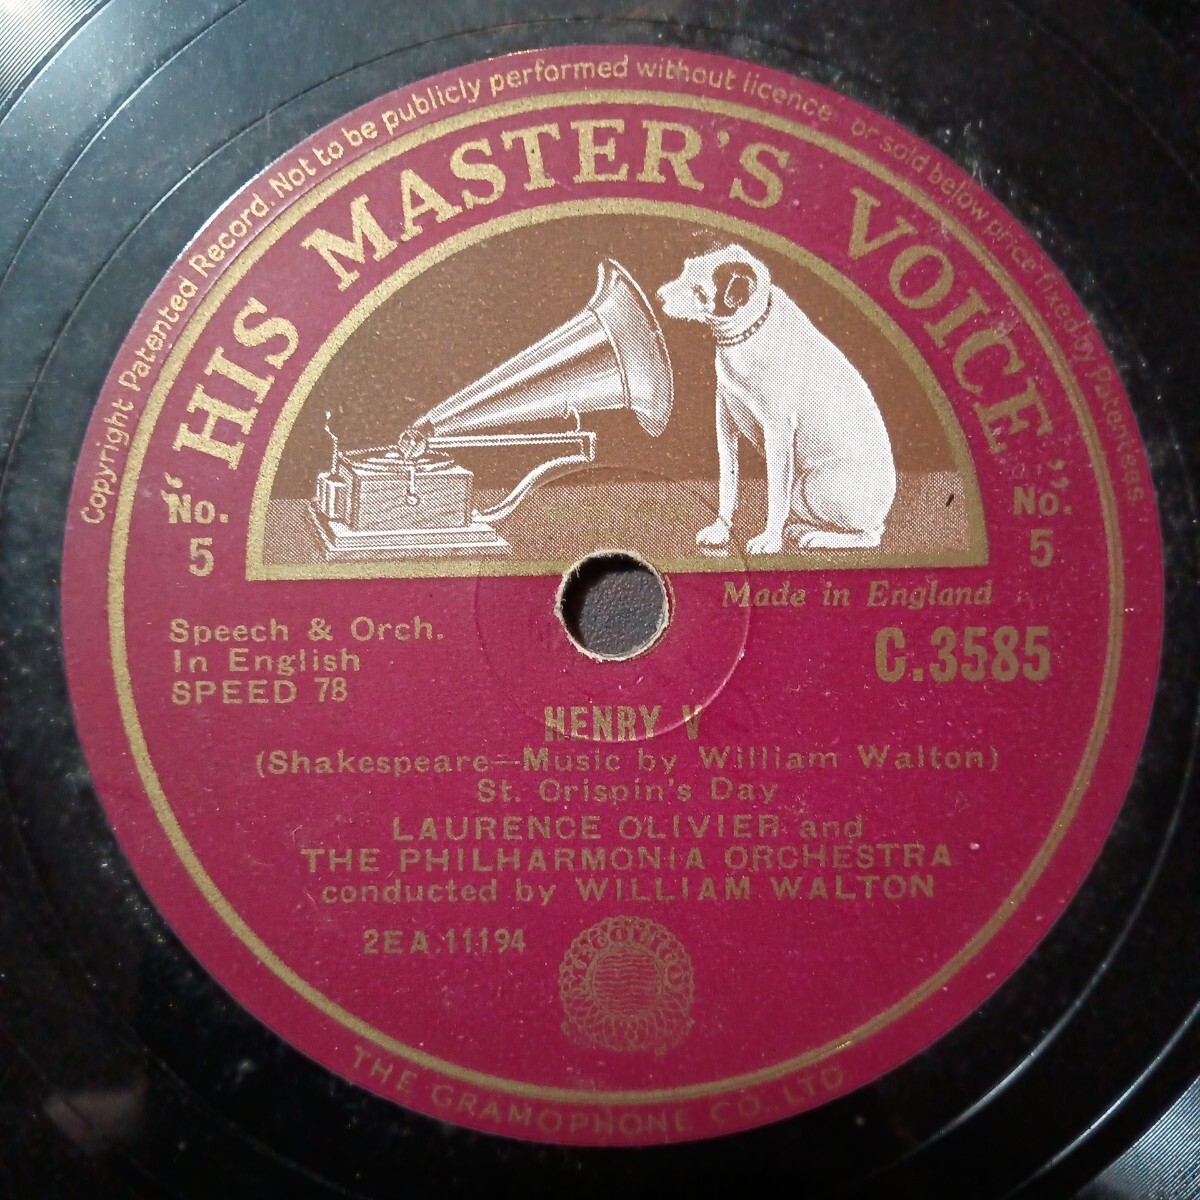 Copyright Patented Record. Not to be publicly performed without licence or sold below price fixed by Patentees.
"HIS MASTER'S VOICE"
No. 5
No. 5
Made in England
Speech & Orch.
In English
SPEED 78
C.3585
HENRY V
(Shakespeare—Music by William Walton)
St. Crispin's Day
LAURENCE OLIVIER and
THE PHILHARMONIA ORCHESTRA
conducted by WILLIAM WALTON
2EA.11194
THE GRAMOPHONE CO. LTD.